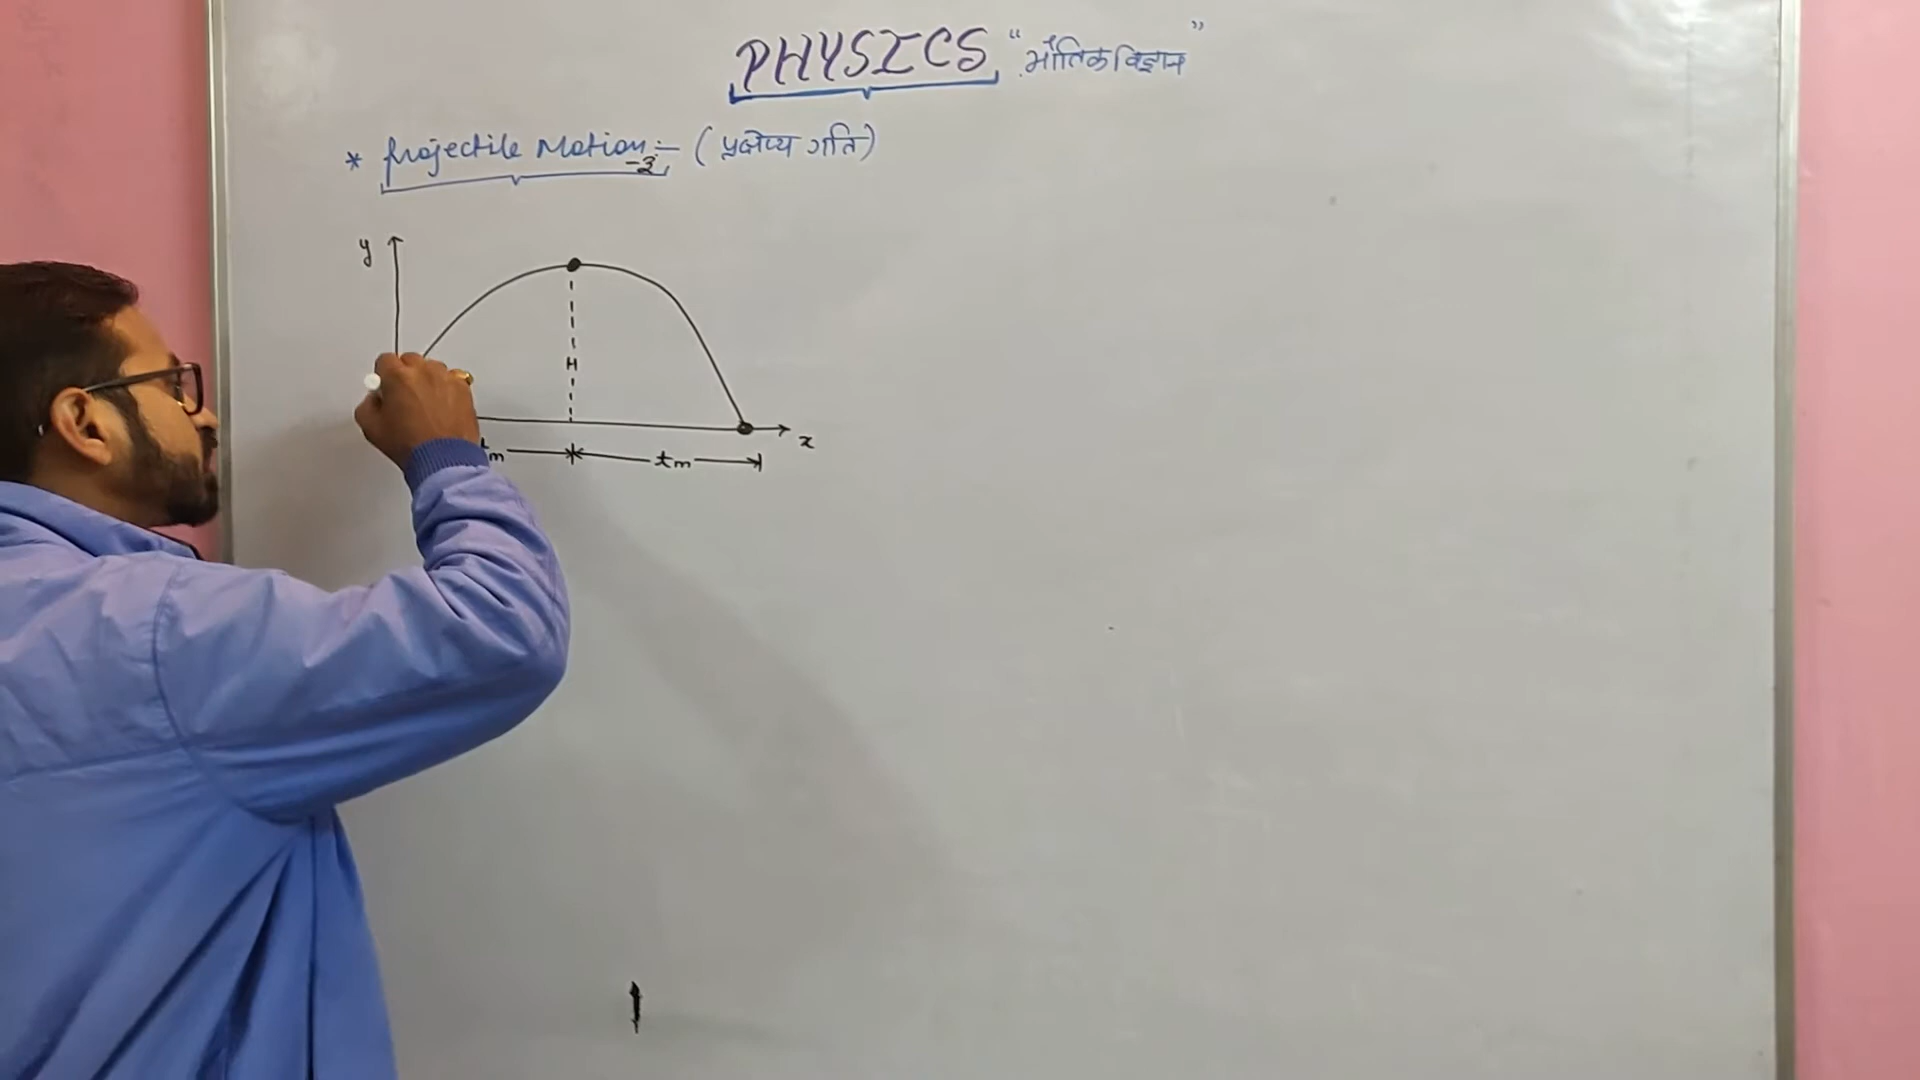 PHYSICS “भौतिक विज्ञान”
* Projectile Motion :- (प्रक्षेप्य गति)
-3
y
H
x
tm tm